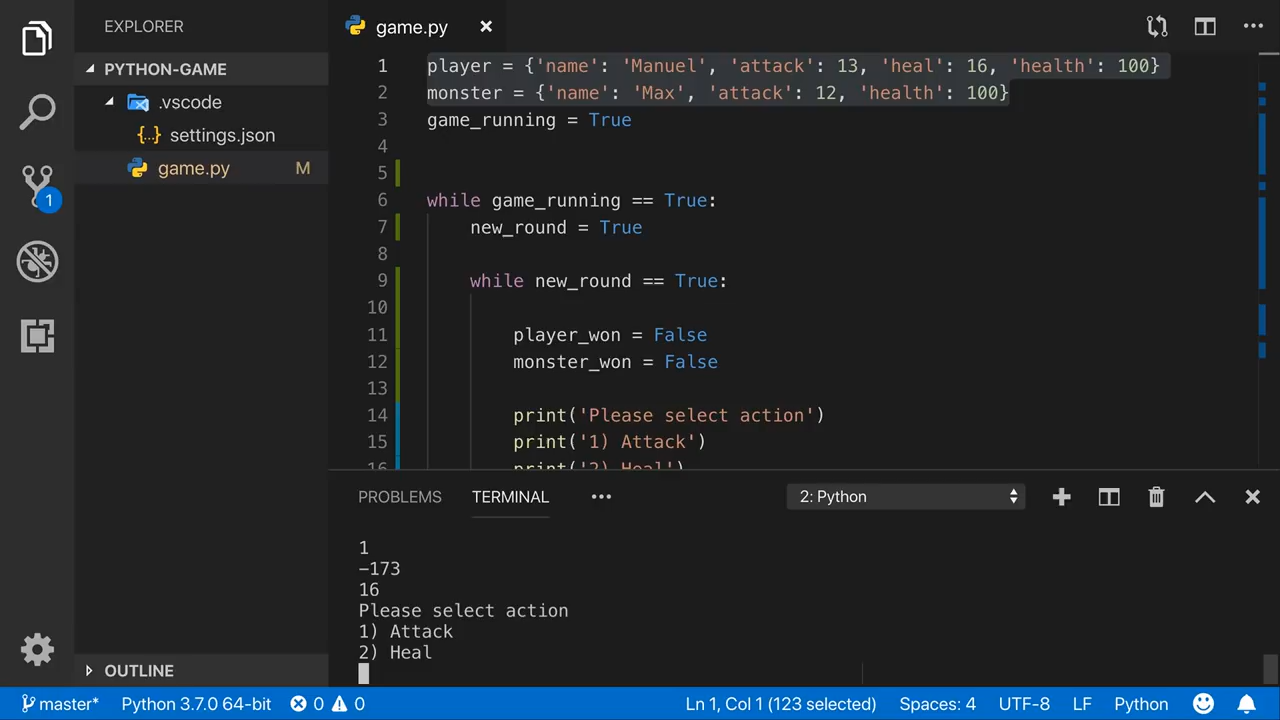 EXPLORER
PYTHON-GAME
.vscode
{..} settings.json
game.py M
1
game.py
1 player = {'name': 'Manuel', 'attack': 13, 'heal': 16, 'health': 100}
2 monster = {'name': 'Max', 'attack': 12, 'health': 100}
3 game_running = True
4
5
6 while game_running == True:
7 new_round = True
8
9 while new_round == True:
10
11 player_won = False
12 monster_won = False
13
14 print('Please select action')
15 print('1) Attack')
16 print('2) Heal')
PROBLEMS TERMINAL ••• 2: Python
1
-173
16
Please select action
1) Attack
2) Heal
OUTLINE
master* Python 3.7.0 64-bit 0 0 Ln 1, Col 1 (123 selected) Spaces: 4 UTF-8 LF Python